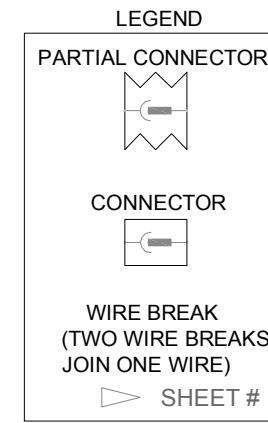 LEGEND
PARTIAL CONNECTOR
CONNECTOR
WIRE BREAK
(TWO WIRE BREAKS
JOIN ONE WIRE)
SHEET #